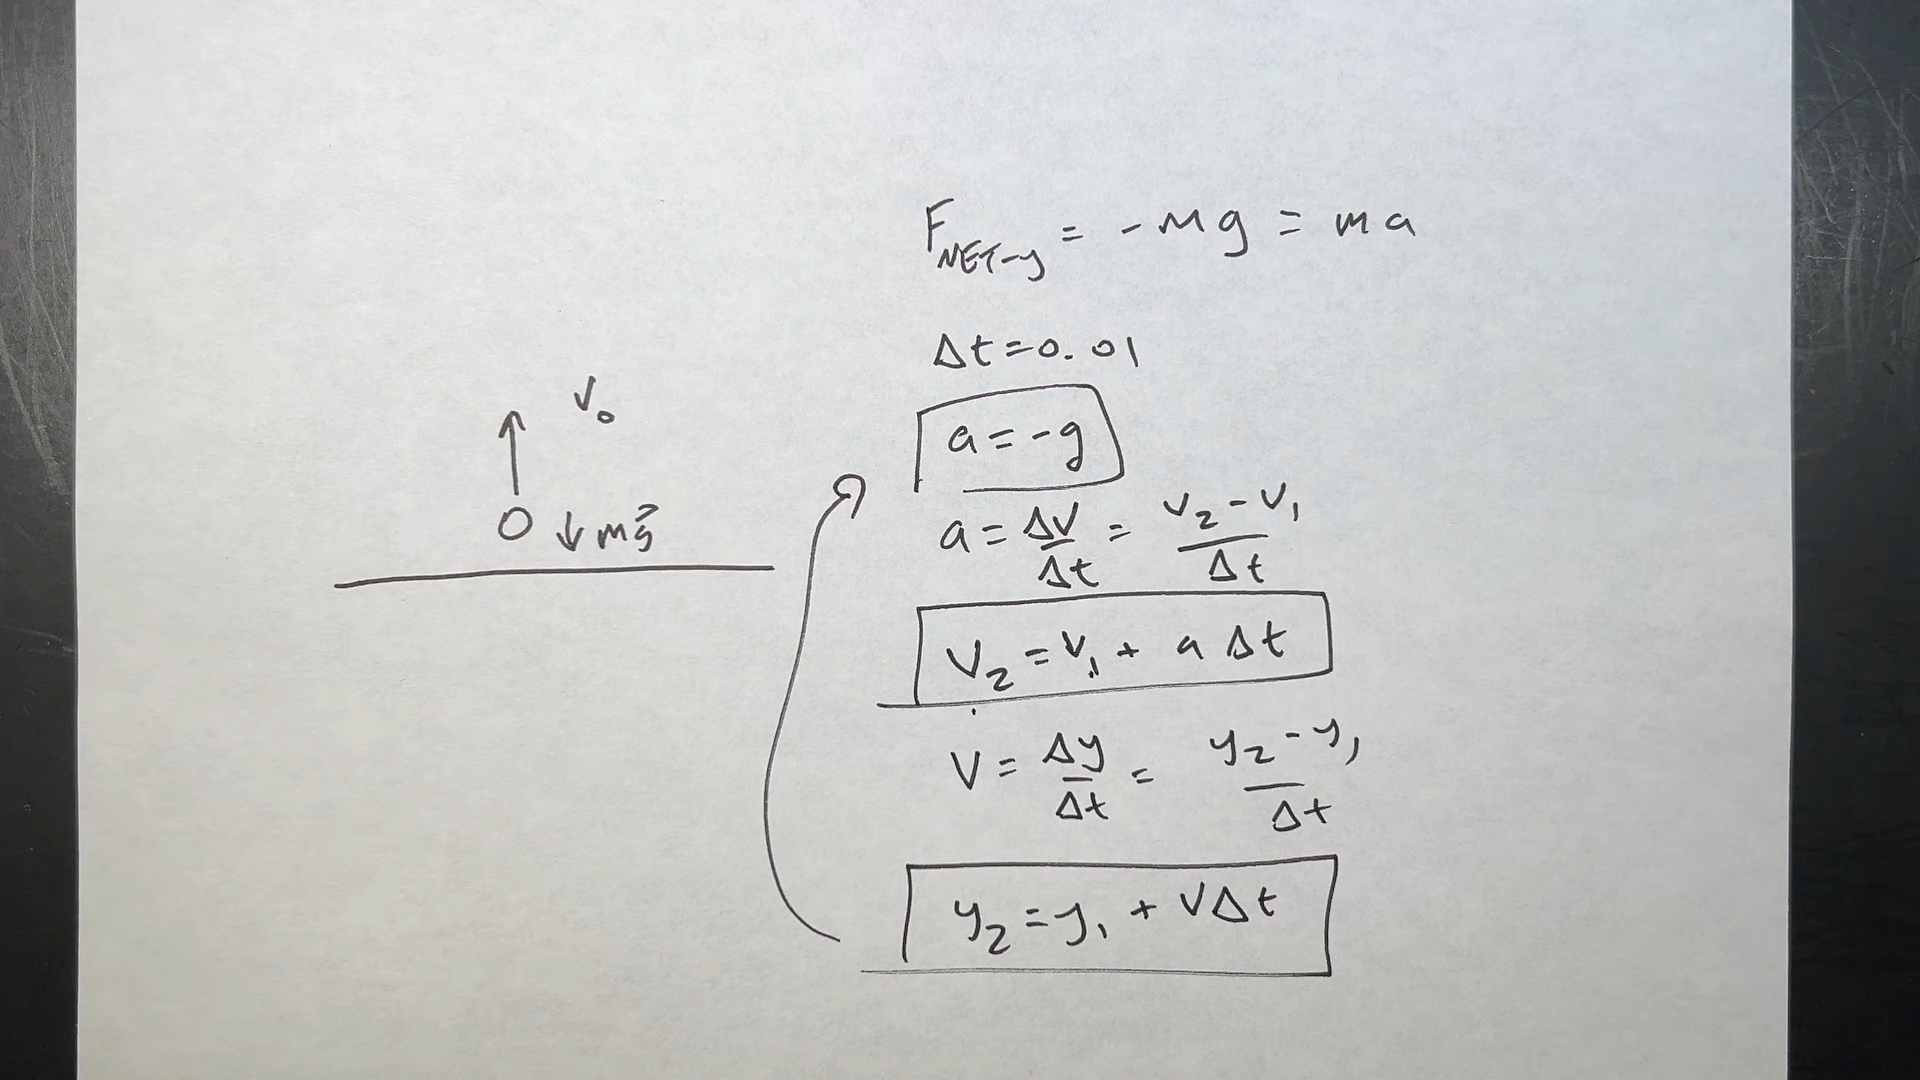 F_NET-y = -mg = ma
Δt = 0.01
v₀
a = -g
mg⃗
a = Δv/Δt = (v₂ - v₁)/Δt
v₂ = v₁ + a Δt
v = Δy/Δt = (y₂ - y₁)/Δt
y₂ = y₁ + vΔt